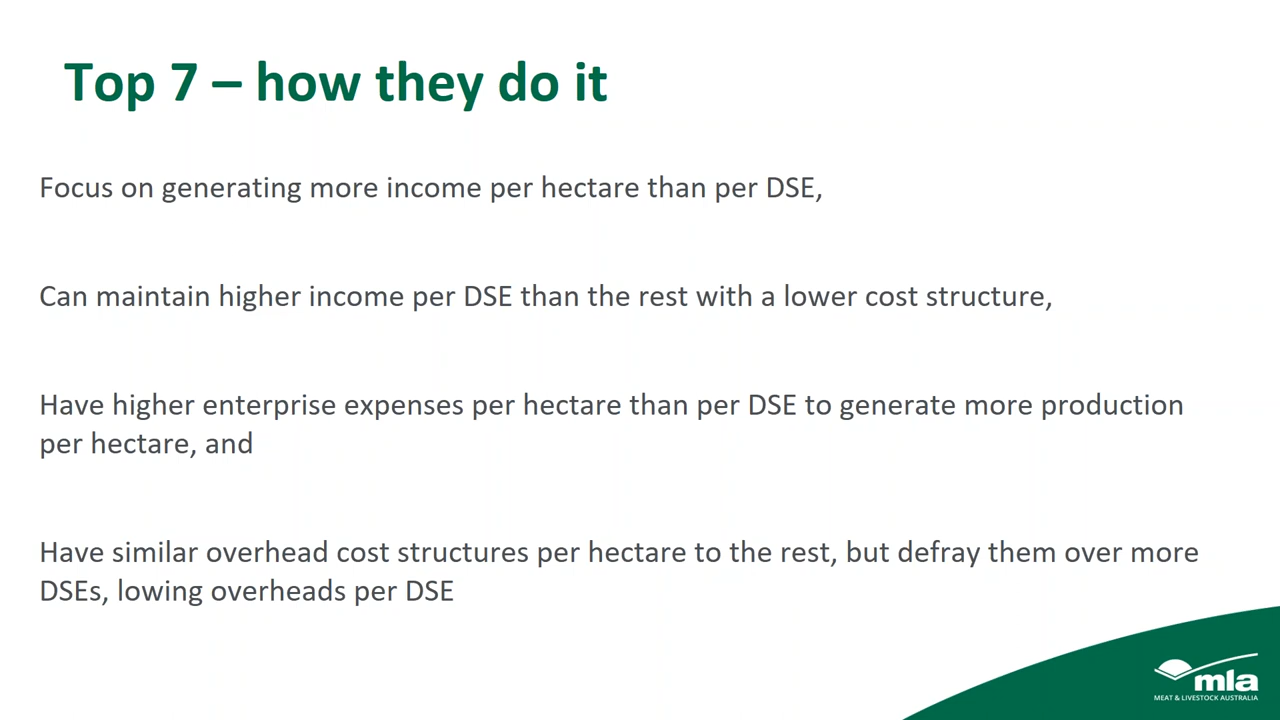 Top 7 – how they do it
Focus on generating more income per hectare than per DSE,
Can maintain higher income per DSE than the rest with a lower cost structure,
Have higher enterprise expenses per hectare than per DSE to generate more production
per hectare, and
Have similar overhead cost structures per hectare to the rest, but defray them over more
DSEs, lowing overheads per DSE
mla
MEAT & LIVESTOCK AUSTRALIA